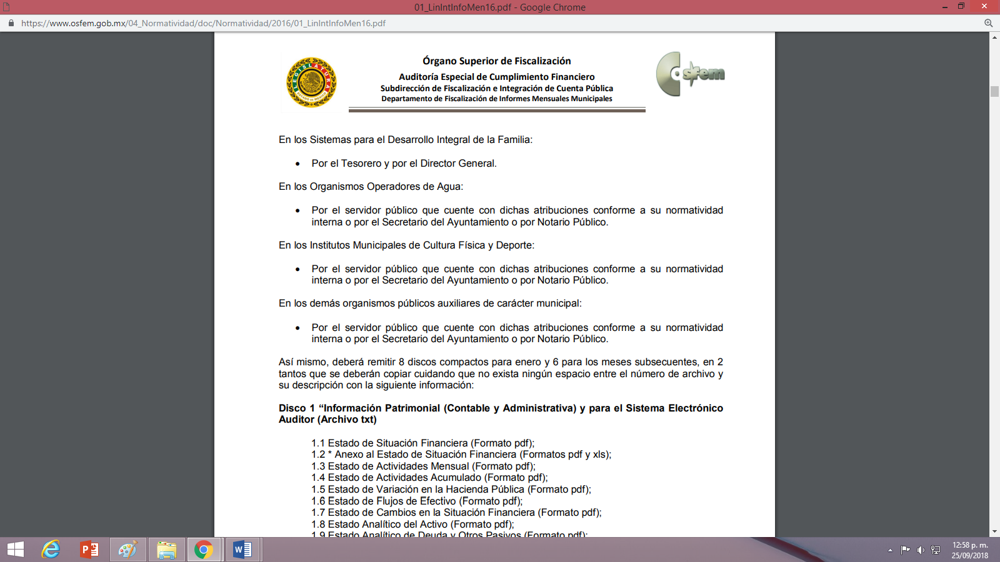 01_LinIntInfoMen16.pdf - Google Chrome
https://www.osfem.gob.mx/04_Normatividad/doc/Normatividad/2016/01_LinIntInfoMen16.pdf
LEGISLATURA
ESTADO DE MEXICO
Órgano Superior de Fiscalización
Auditoría Especial de Cumplimiento Financiero
Subdirección de Fiscalización e Integración de Cuenta Pública
Departamento de Fiscalización de Informes Mensuales Municipales
osfem
En los Sistemas para el Desarrollo Integral de la Familia:
• Por el Tesorero y por el Director General.
En los Organismos Operadores de Agua:
• Por el servidor público que cuente con dichas atribuciones conforme a su normatividad
interna o por el Secretario del Ayuntamiento o por Notario Público.
En los Institutos Municipales de Cultura Física y Deporte:
• Por el servidor público que cuente con dichas atribuciones conforme a su normatividad
interna o por el Secretario del Ayuntamiento o por Notario Público.
En los demás organismos públicos auxiliares de carácter municipal:
• Por el servidor público que cuente con dichas atribuciones conforme a su normatividad
interna o por el Secretario del Ayuntamiento o por Notario Público.
Así mismo, deberá remitir 8 discos compactos para enero y 6 para los meses subsecuentes, en 2
tantos que se deberán copiar cuidando que no exista ningún espacio entre el número de archivo y
su descripción con la siguiente información:
Disco 1 “Información Patrimonial (Contable y Administrativa) y para el Sistema Electrónico
Auditor (Archivo txt)
1.1 Estado de Situación Financiera (Formato pdf);
1.2 * Anexo al Estado de Situación Financiera (Formatos pdf y xls);
1.3 Estado de Actividades Mensual (Formato pdf);
1.4 Estado de Actividades Acumulado (Formato pdf);
1.5 Estado de Variación en la Hacienda Pública (Formato pdf);
1.6 Estado de Flujos de Efectivo (Formato pdf);
1.7 Estado de Cambios en la Situación Financiera (Formato pdf);
1.8 Estado Analítico del Activo (Formato pdf);
1.9 Estado Analítico de Deuda y Otros Pasivos (Formato pdf);
12:58 p. m.
25/09/2018